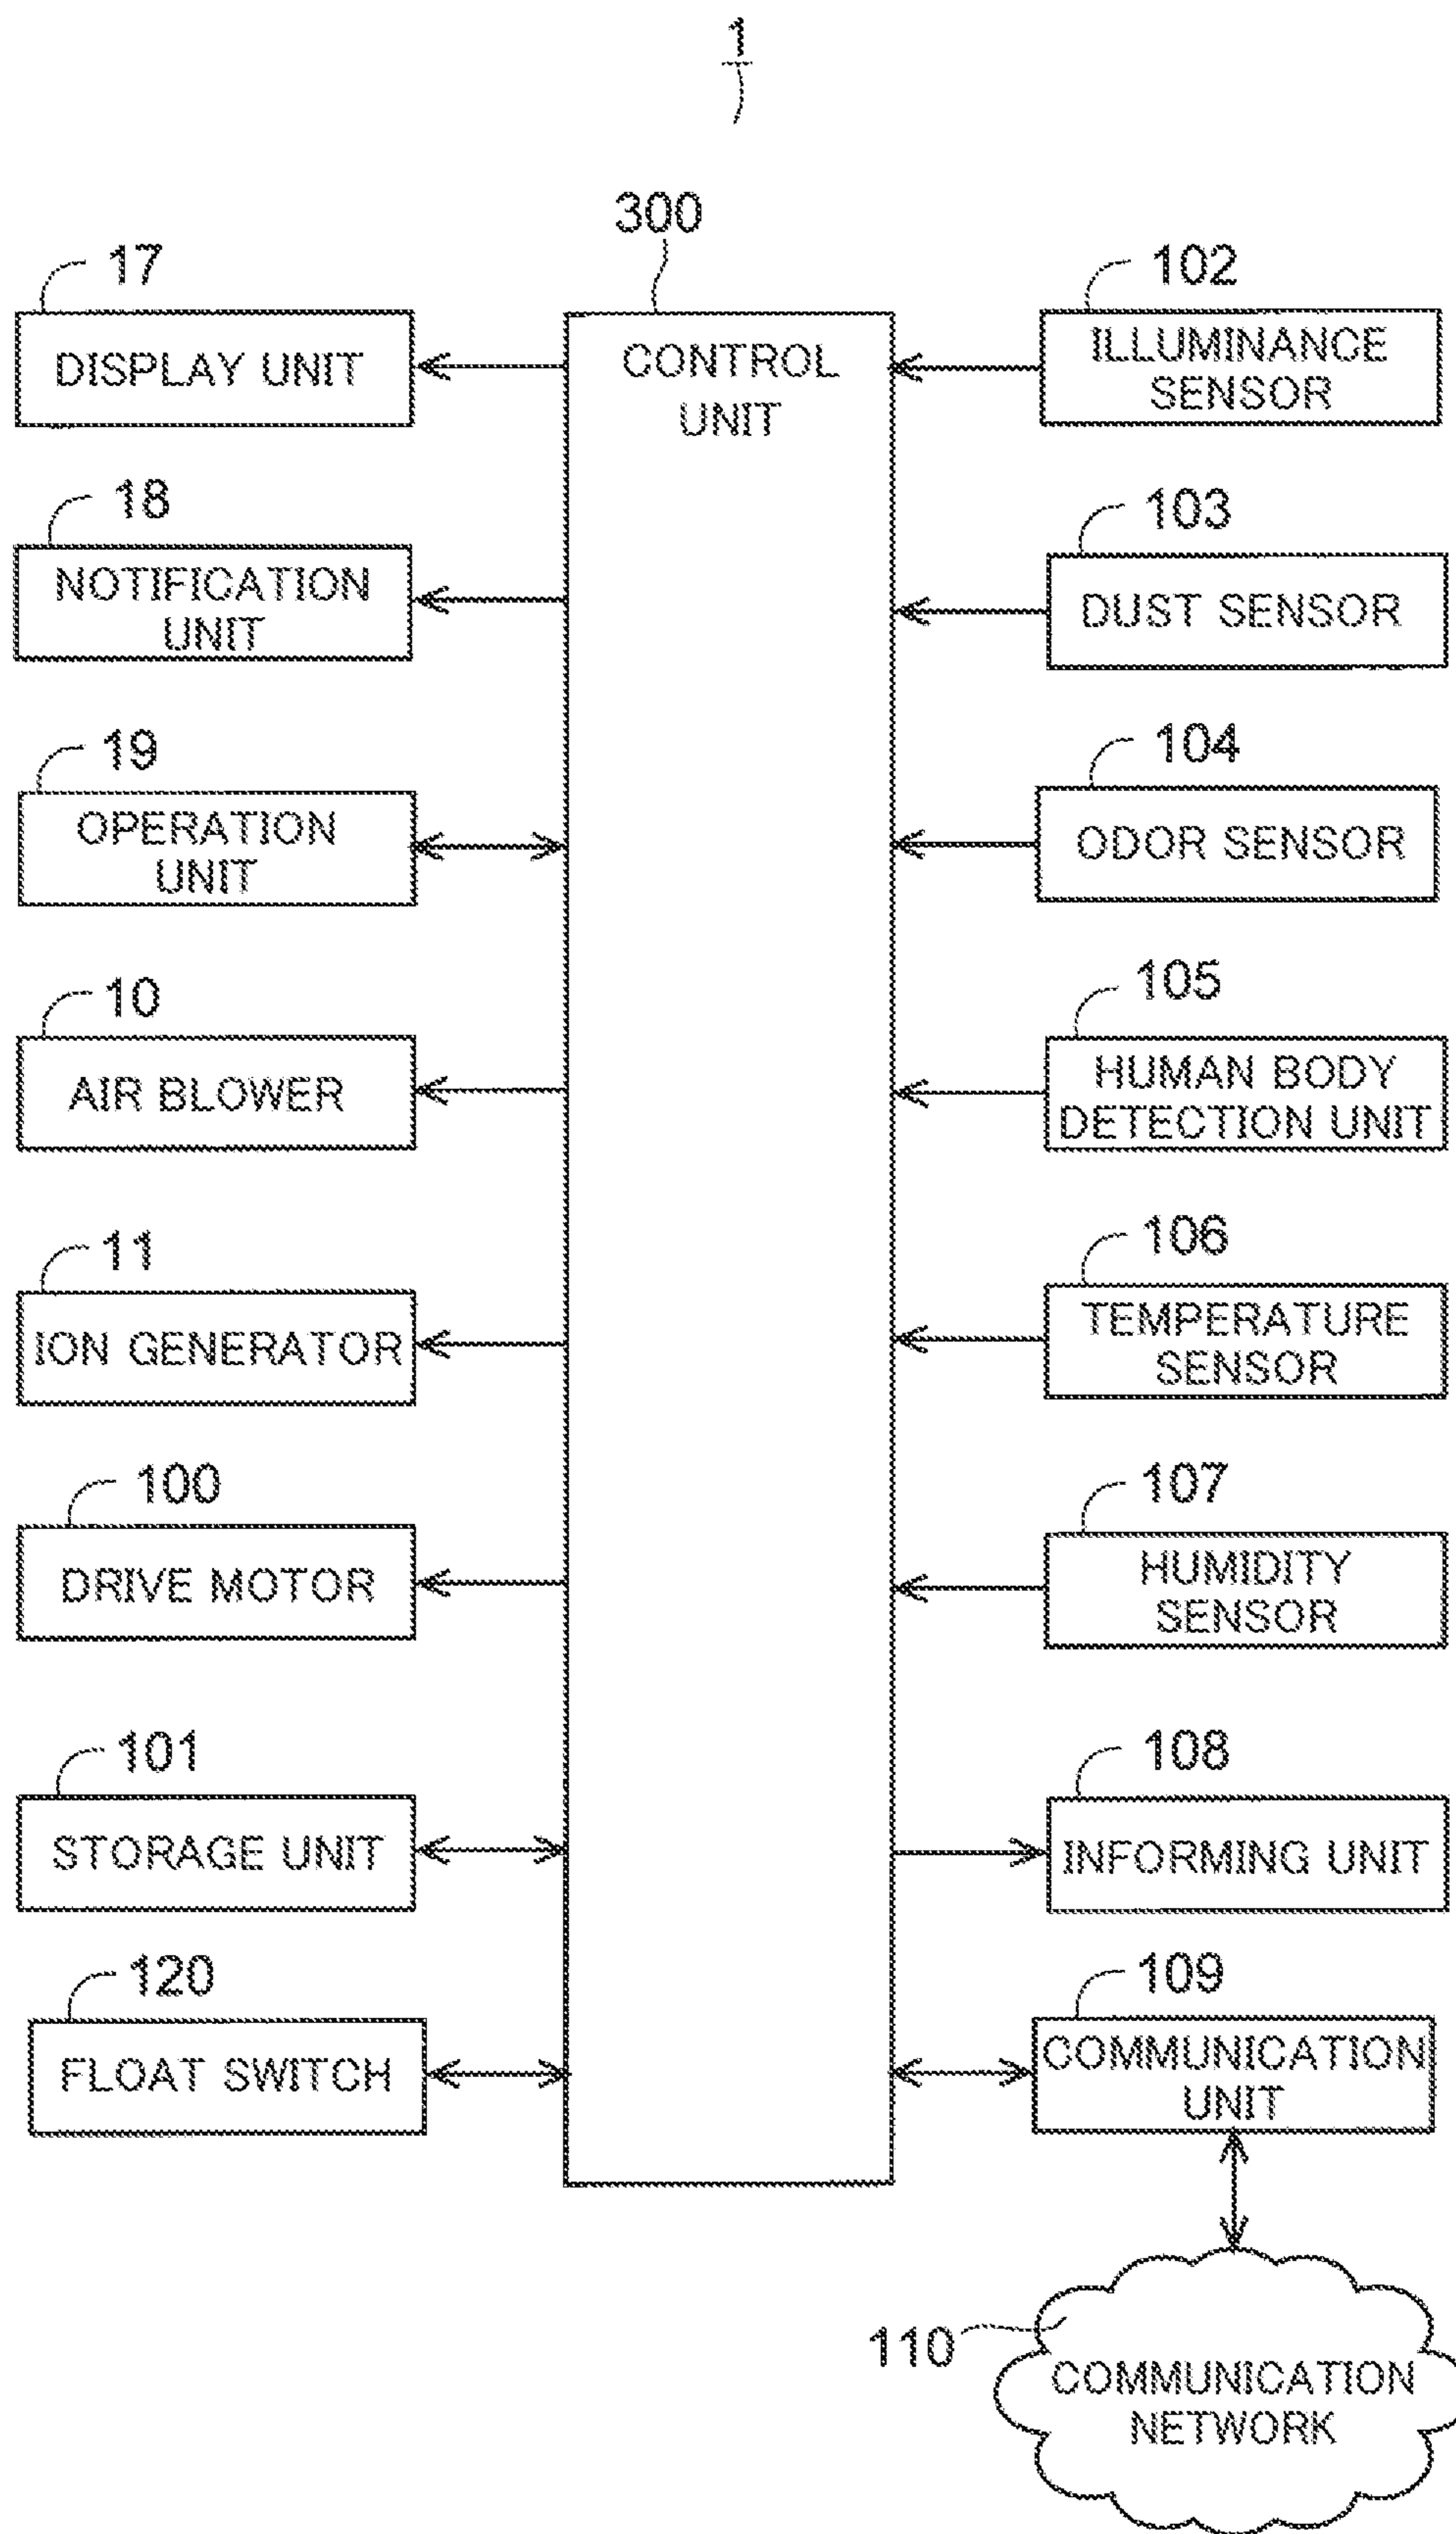 1
300
CONTROL
UNIT
17
DISPLAY UNIT
18
NOTIFICATION
UNIT
19
OPERATION
UNIT
10
AIR BLOWER
11
ION GENERATOR
100
DRIVE MOTOR
101
STORAGE UNIT
120
FLOAT SWITCH
102
ILLUMINANCE
SENSOR
103
DUST SENSOR
104
ODOR SENSOR
105
HUMAN BODY
DETECTION UNIT
106
TEMPERATURE
SENSOR
107
HUMIDITY
SENSOR
108
INFORMING UNIT
109
COMMUNICATION
UNIT
110
COMMUNICATION
NETWORK